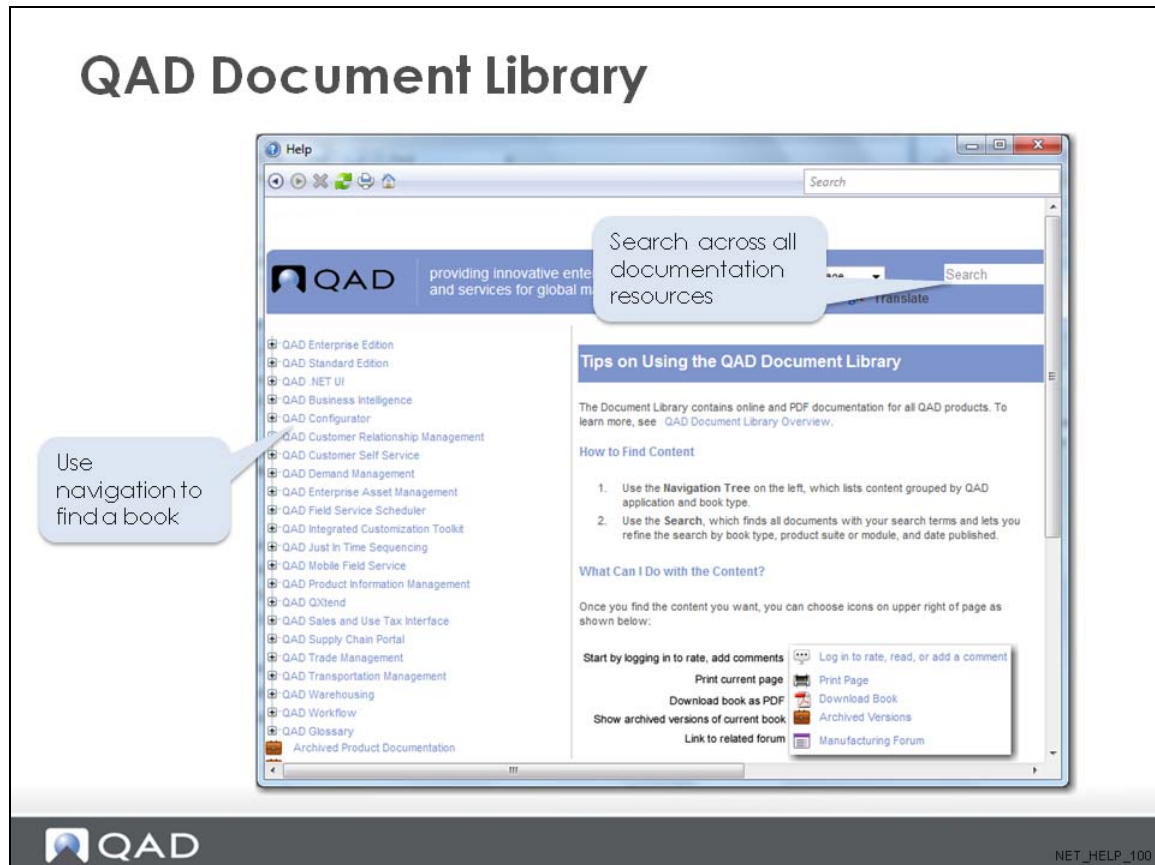 QAD Document Library
Help
Search
Search across all
documentation
resources
QAD
providing innovative
and services for global
Search
Translate
QAD Enterprise Edition
QAD Standard Edition
QAD .NET UI
QAD Business Intelligence
QAD Configurator
QAD Customer Relationship Management
QAD Customer Self Service
QAD Demand Management
QAD Enterprise Asset Management
QAD Field Service Scheduler
QAD Integrated Customization Toolkit
QAD Just In Time Sequencing
QAD Mobile Field Service
QAD Product Information Management
QAD QXtend
QAD Sales and Use Tax Interface
QAD Supply Chain Portal
QAD Trade Management
QAD Transportation Management
QAD Warehousing
QAD Workflow
QAD Glossary
Archived Product Documentation
Use
navigation to
find a book
Tips on Using the QAD Document Library
The Document Library contains online and PDF documentation for all QAD products. To
learn more, see QAD Document Library Overview.
How to Find Content
1. Use the Navigation Tree on the left, which lists content grouped by QAD
application and book type.
2. Use the Search, which finds all documents with your search terms and lets you
refine the search by book type, product suite or module, and date published.
What Can I Do with the Content?
Once you find the content you want, you can choose icons on upper right of page as
shown below:
Start by logging in to rate, add comments Log in to rate, read, or add a comment
Print current page Print Page
Download book as PDF Download Book
Show archived versions of current book Archived Versions
Link to related forum Manufacturing Forum
QAD
NET_HELP_100